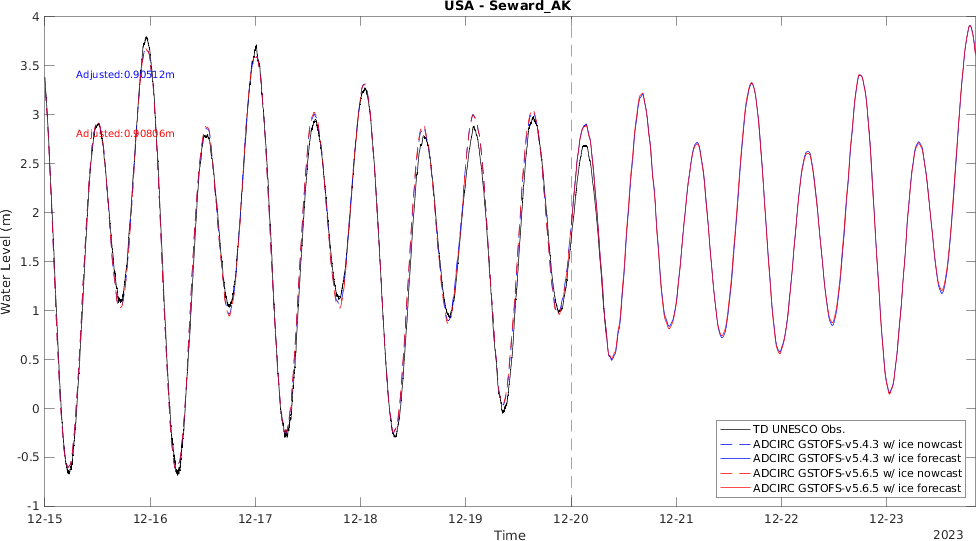 USA - Seward_AK
4
3.5
3
2.5
2
1.5
1
0.5
0
-0.5
-1
Water Level (m)
Adjusted:0.90512m
Adjusted:0.90806m
TD UNESCO Obs.
ADCIRC GSTOFS-v5.4.3 w/ ice nowcast
ADCIRC GSTOFS-v5.4.3 w/ ice forecast
ADCIRC GSTOFS-v5.6.5 w/ ice nowcast
ADCIRC GSTOFS-v5.6.5 w/ ice forecast
12-15 12-16 12-17 12-18 12-19 12-20 12-21 12-22 12-23
Time
2023